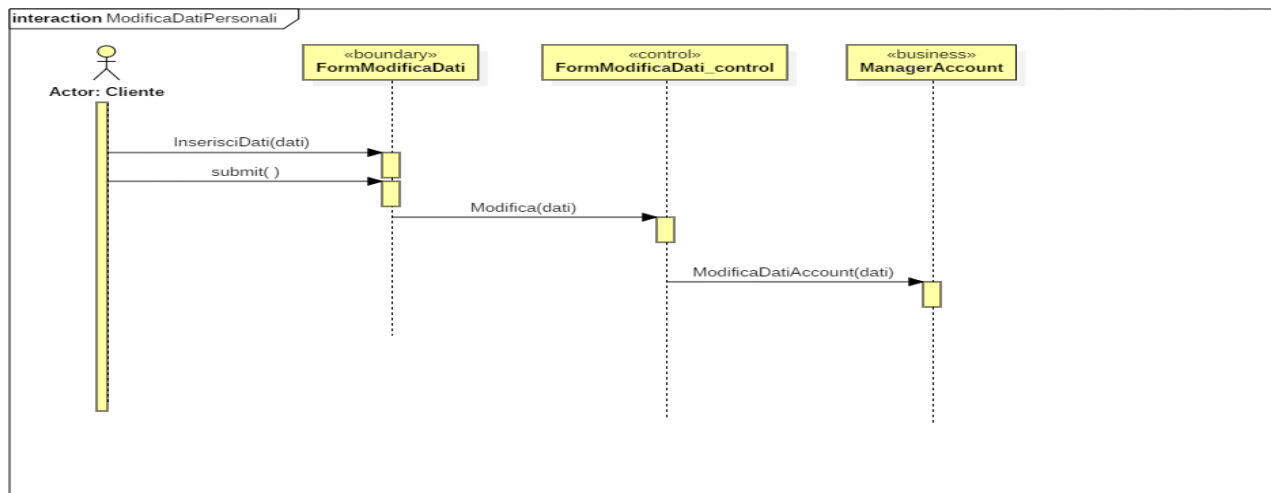 interaction ModificaDatiPersonali
«boundary»
FormModificaDati
«control»
FormModificaDati_control
«business»
ManagerAccount
Actor: Cliente
InserisciDati(dati)
submit( )
Modifica(dati)
ModificaDatiAccount(dati)